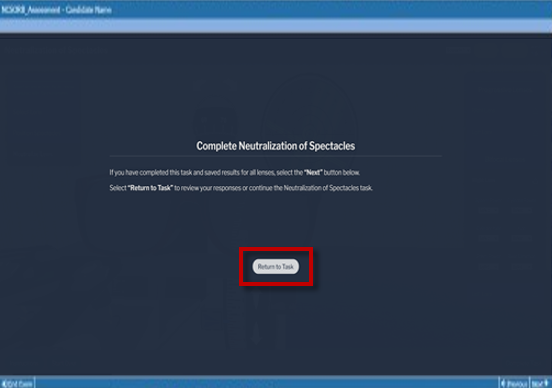 NCSORB_Assessment - Candidate Name
Complete Neutralization of Spectacles
If you have completed this task and saved results for all lenses, select the "Next" button below.
Select "Return to Task" to review your responses or continue the Neutralization of Spectacles task.
Return to Task
End Exam
Previous
Next